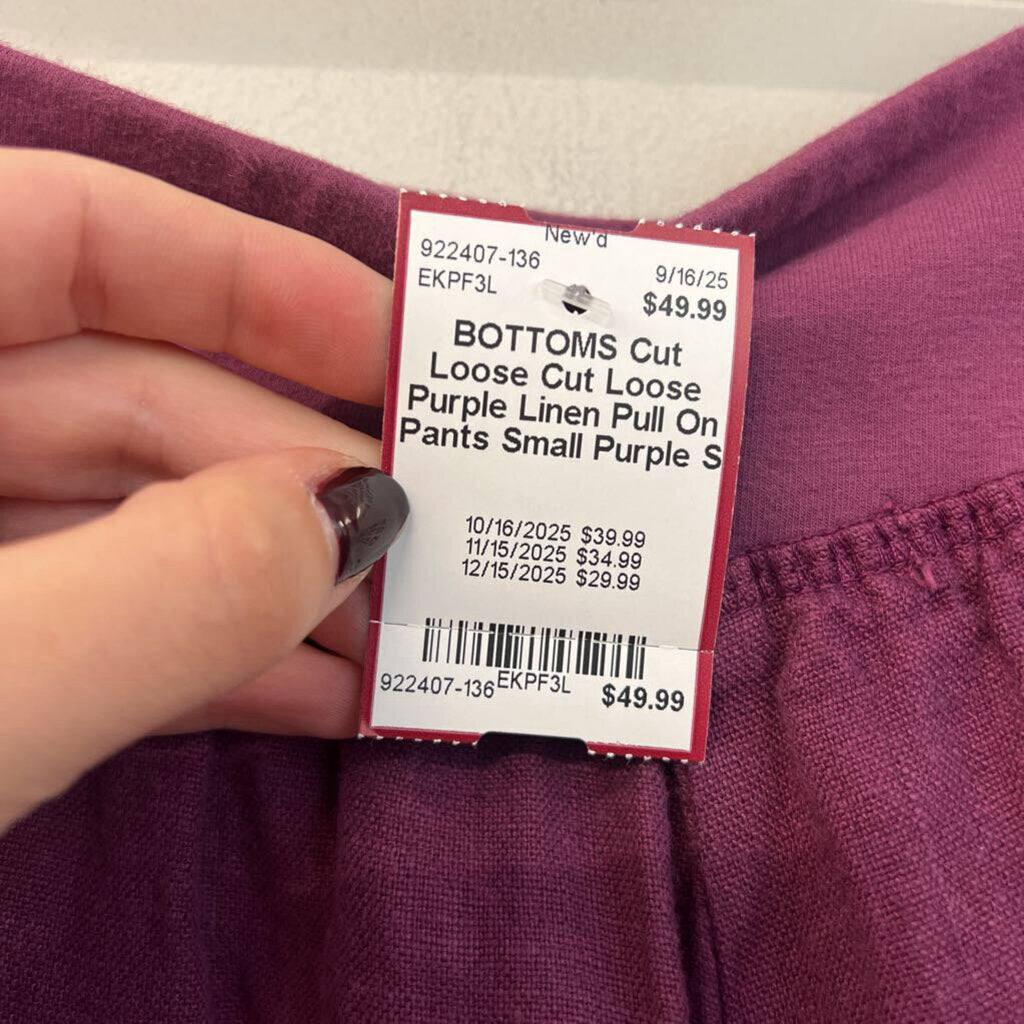 New'd
922407-136
9/16/25
EKPF3L
$49.99
BOTTOMS Cut
Loose Cut Loose
Purple Linen Pull On
Pants Small Purple S
10/16/2025 $39.99
11/15/2025 $34.99
12/15/2025 $29.99
922407-136 EKPF3L $49.99